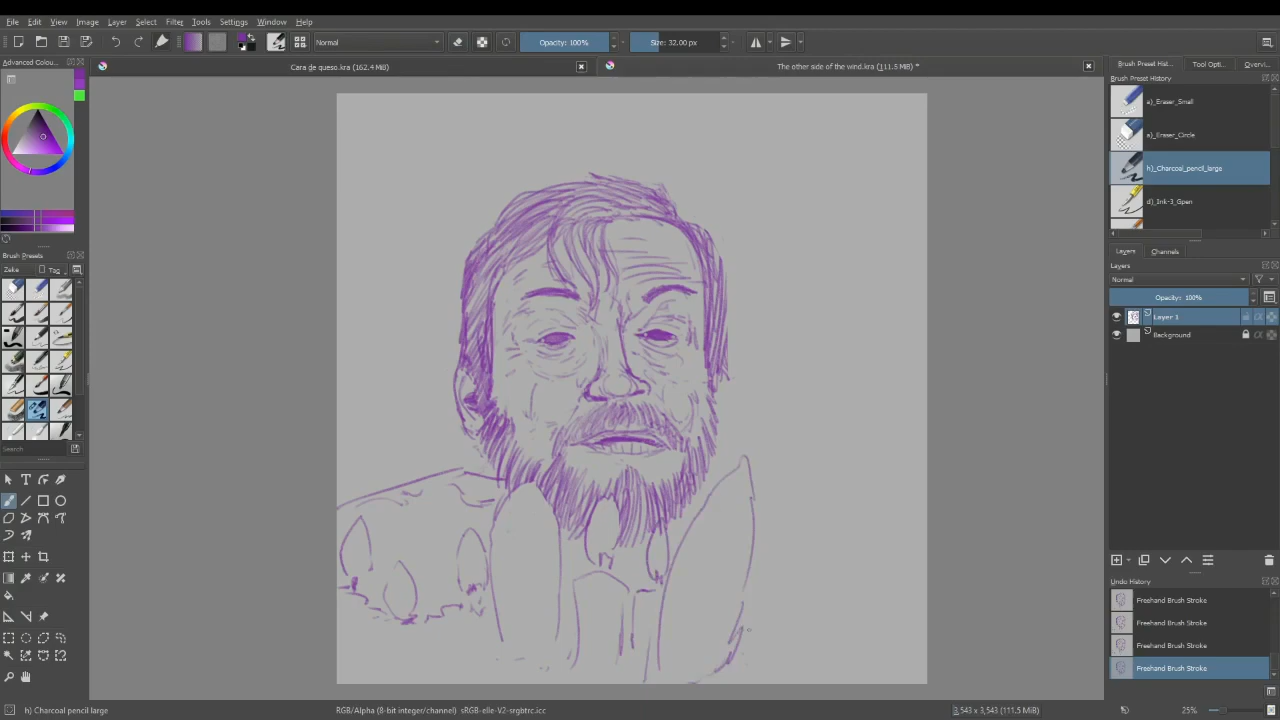 File Edit View Image Layer Select Filter Tools Settings Window Help
Normal Opacity: 100% Size: 32.00 px
Advanced Colou...
Cara de queso.kra (162.4 MiB)
The other side of the wind.kra (111.5 MiB) *
Brush Preset Hist... Tool Opti... Overvi...
Brush Preset History
a)_Eraser_Small
a)_Eraser_Circle
h)_Charcoal_pencil_large
d)_Ink-3_Gpen
Brush Presets
Zeke Tag
Search
Layers Channels
Layers
Normal
Opacity: 100%
Layer 1
Background
Undo History
Freehand Brush Stroke
Freehand Brush Stroke
Freehand Brush Stroke
Freehand Brush Stroke
h) Charcoal pencil large
RGB/Alpha (8-bit integer/channel) sRGB-elle-V2-srgbtrc.icc
3,543 x 3,543 (111.5 MiB)
25%